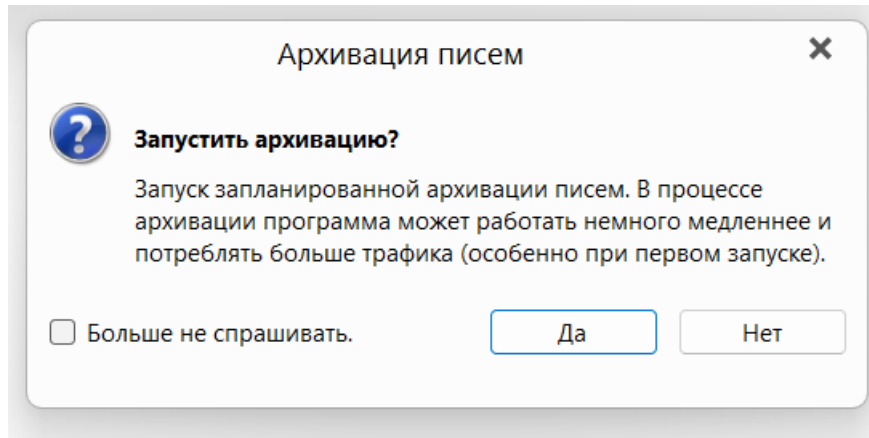 Архивация писем
Запустить архивацию?
Запуск запланированной архивации писем. В процессе
архивации программа может работать немного медленнее и
потреблять больше трафика (особенно при первом запуске).
Больше не спрашивать.
Да
Нет